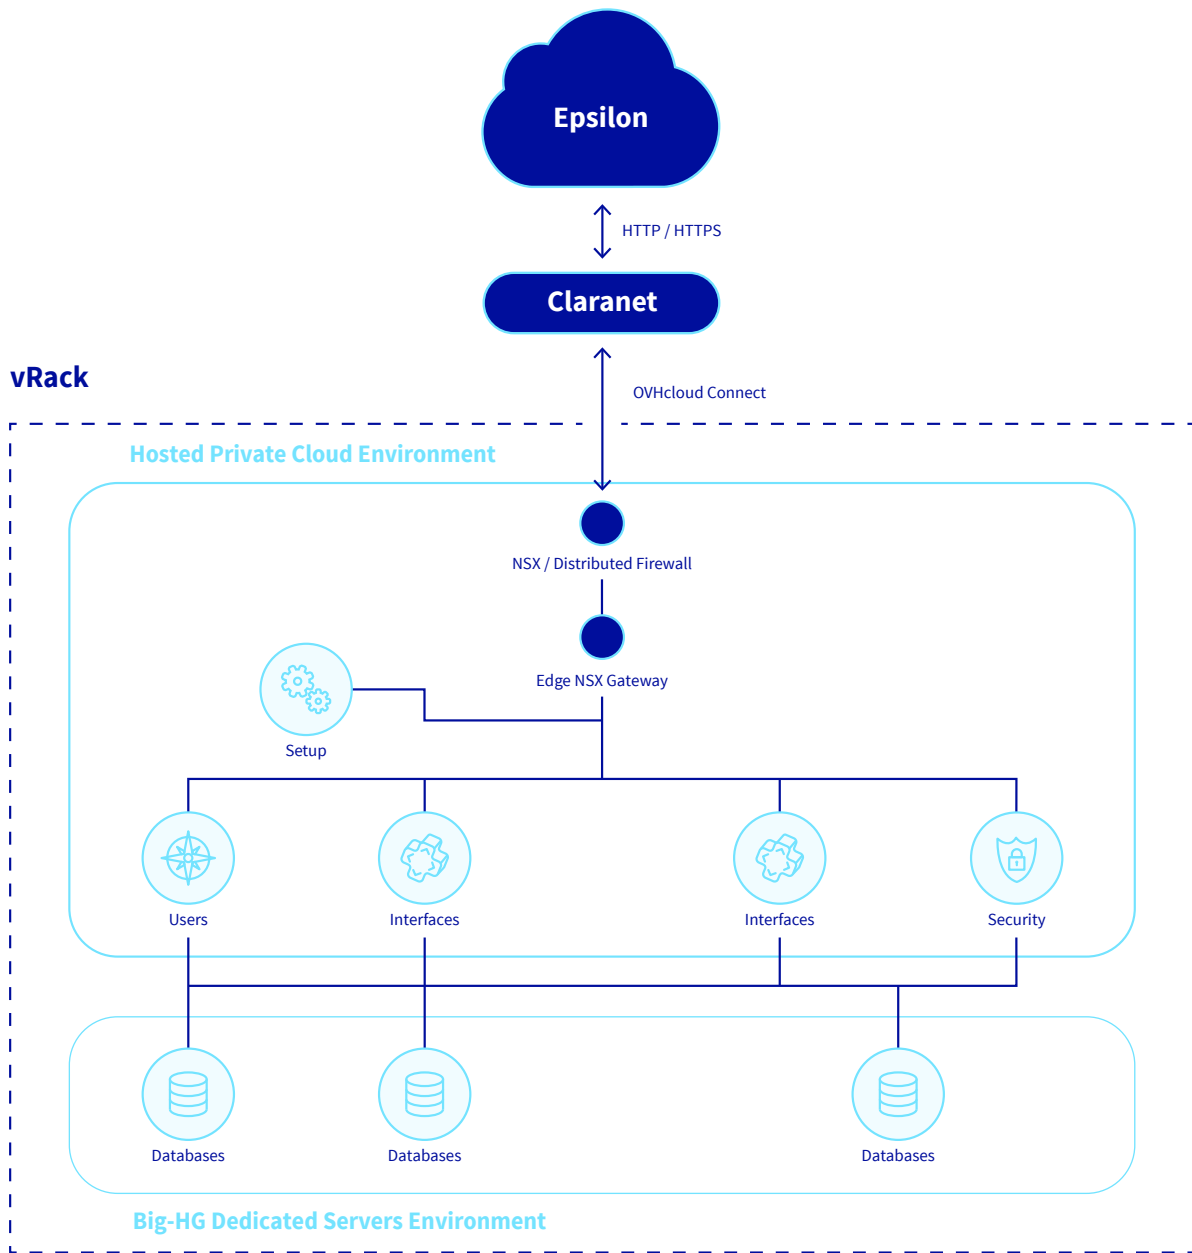 Epsilon
HTTP / HTTPS
Claranet
vRack
OVHcloud Connect
Hosted Private Cloud Environment
NSX / Distributed Firewall
Edge NSX Gateway
Setup
Users
Interfaces
Interfaces
Security
Databases
Databases
Databases
Big-HG Dedicated Servers Environment